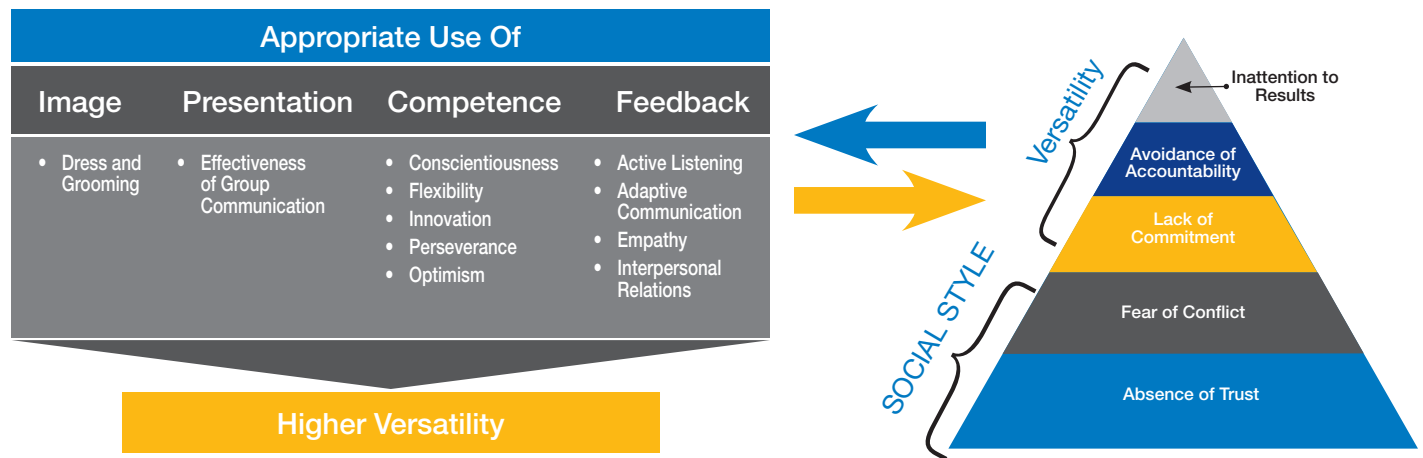 Appropriate Use Of
Image
Presentation
Competence
Feedback
• Dress and
Grooming
• Effectiveness
of Group
Communication
• Conscientiousness
• Flexibility
• Innovation
• Perseverance
• Optimism
• Active Listening
• Adaptive
Communication
• Empathy
• Interpersonal
Relations
Higher Versatility
Versatility
SOCIAL STYLE
Inattention to
Results
Avoidance of
Accountability
Lack of
Commitment
Fear of Conflict
Absence of Trust